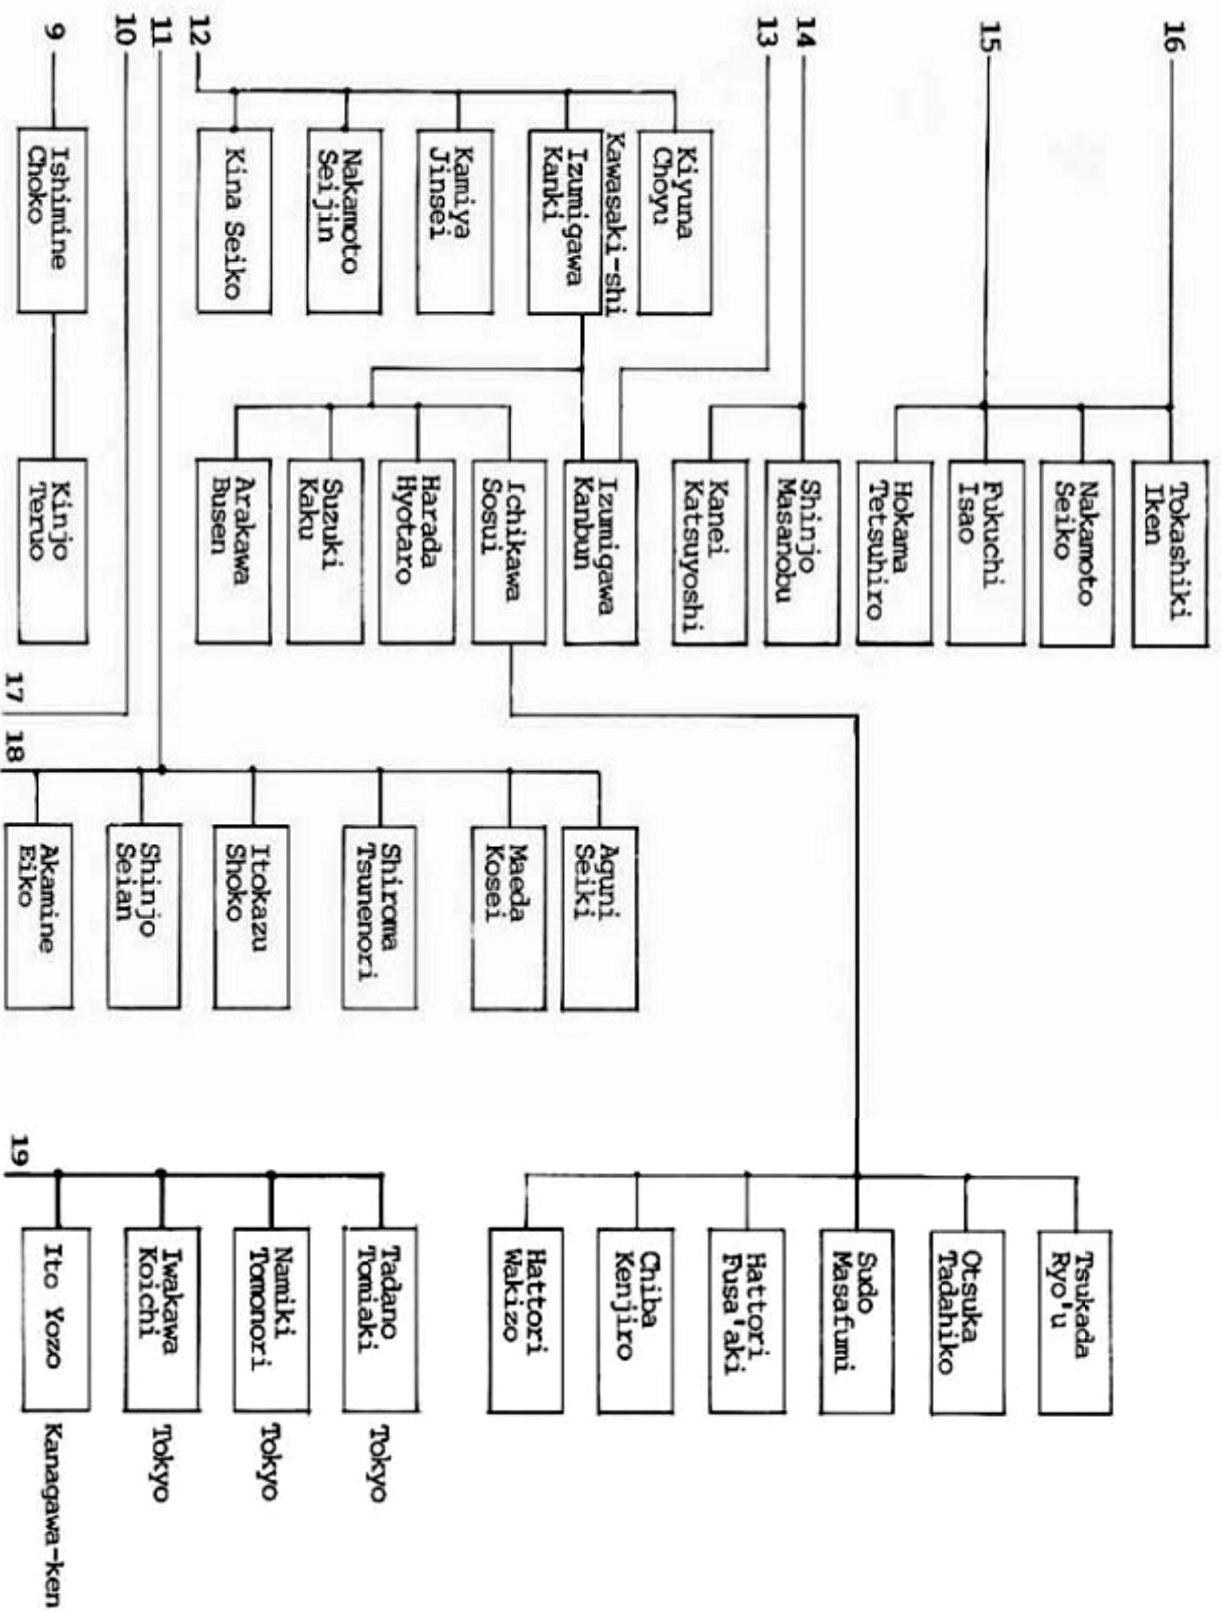 16
Tokashiki
Iken
Nakamoto
Seiko
15
Fukuchi
Isao
Hokama
Tetsuhiro
14
Shinjo
Masanobu
Kanei
Katsuyoshi
13
Izumigawa
Kanbun
Kiyuna
Choyu
Kawasaki-shi
Izumigawa
Kanki
Kamiya
Jinsei
Nakamoto
Seijin
Kina Seiko
12
Ichikawa
Sosui
Harada
Hyotaro
Suzuki
Kaku
Arakawa
Busen
Tsukada
Ryo'u
Otsuka
Tadahiko
Sudo
Masafumi
Hattori
Fusa'aki
Chiba
Kenjiro
Hattori
Wakizo
11
Aguni
Seiki
Maeda
Kosei
Shiroma
Tsunenori
Itokazu
Shoko
Shinjo
Seian
Akamine
Eiko
18
10
17
9
Ishimine
Choko
Kinjo
Teruo
Tadano
Tomiaki
Tokyo
Namiki
Tomonori
Tokyo
Iwakawa
Koichi
Tokyo
Ito Yozo
Kanagawa-ken
19